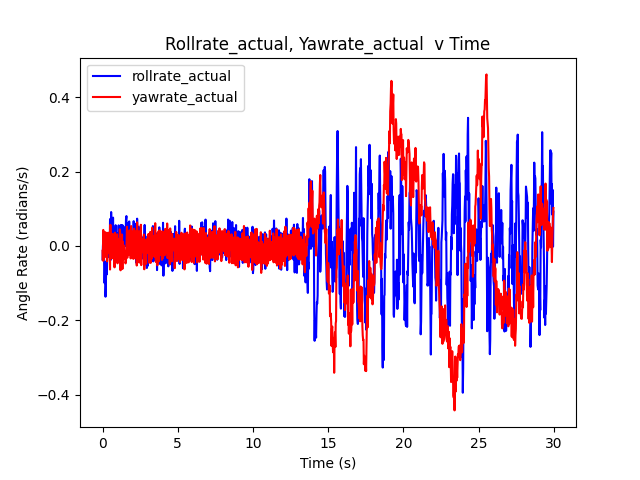 Rollrate_actual, Yawrate_actual  v Time
rollrate_actual
yawrate_actual
Angle Rate (radians/s)
0.4
0.2
0.0
−0.2
−0.4
0 5 10 15 20 25 30
Time (s)